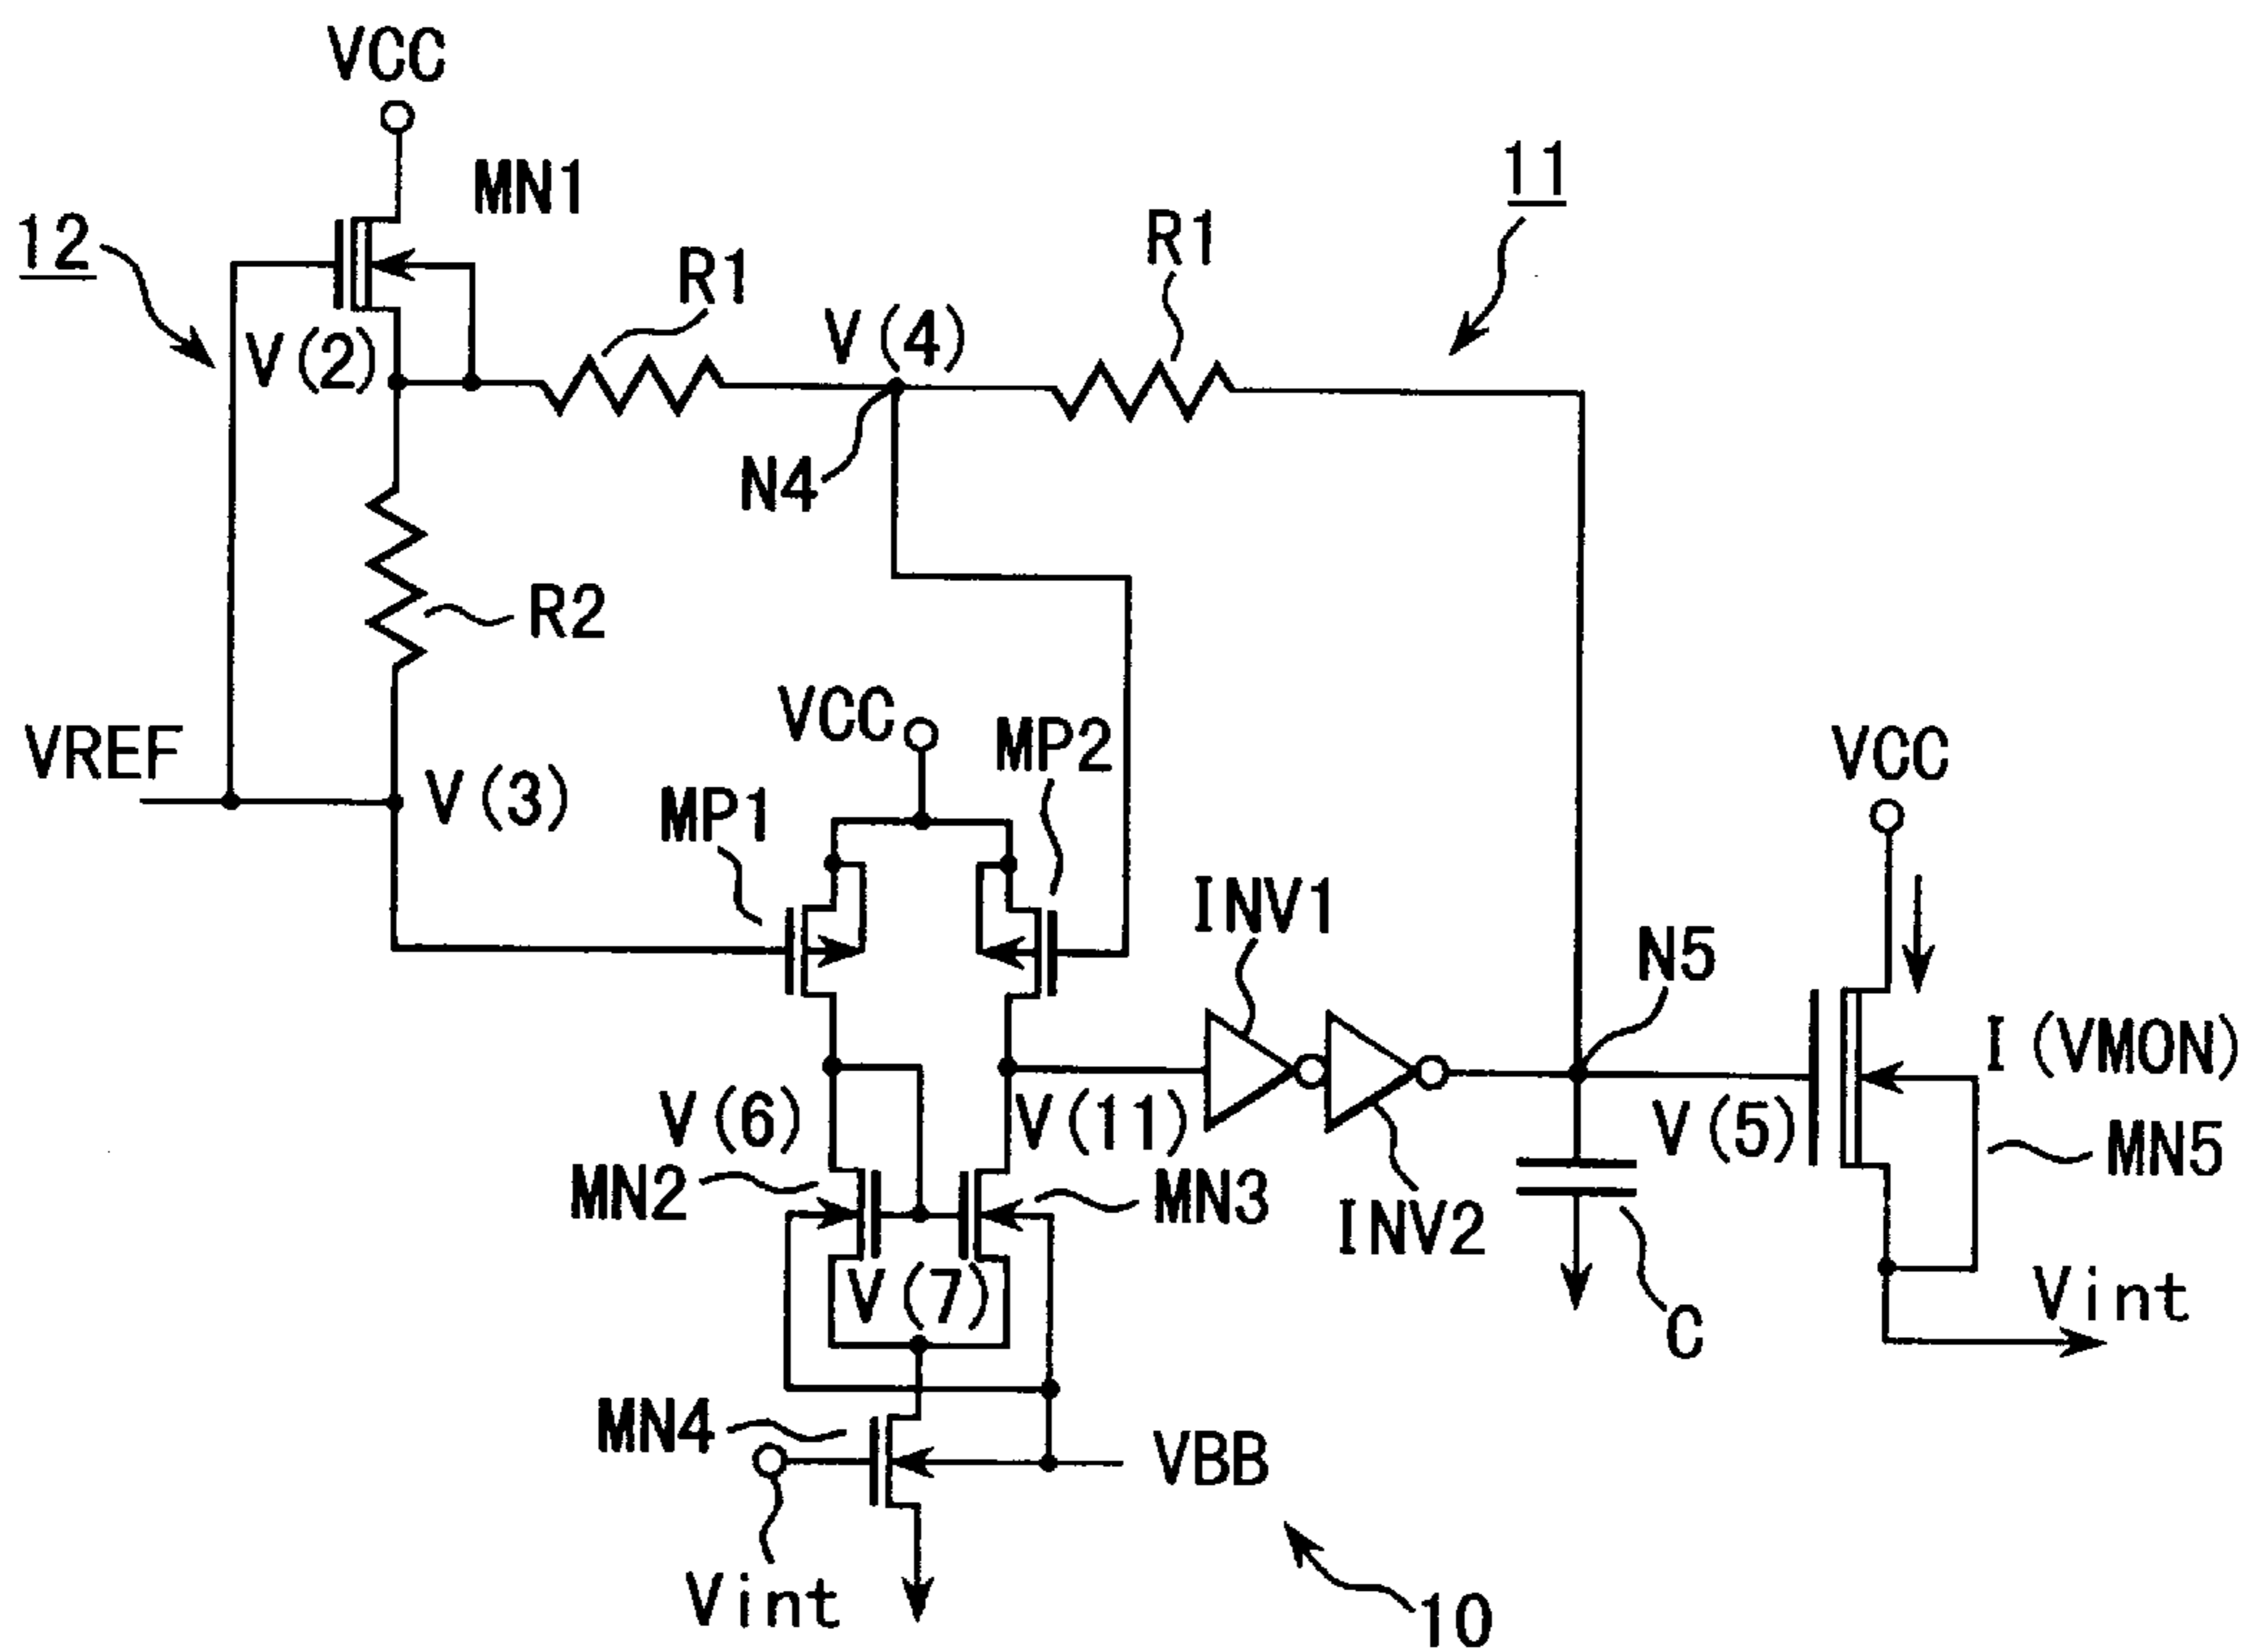 VCC
MN1
11
12
R1
R1
V(2)
V(4)
N4
R2
VCC
MP2
VREF
V(3)
VCC
MP1
INV1
N5
I(VMON)
V(6)
V(11)
V(5)
MN5
MN2
MN3
INV2
V(7)
Vint
C
MN4
VBB
Vint
10